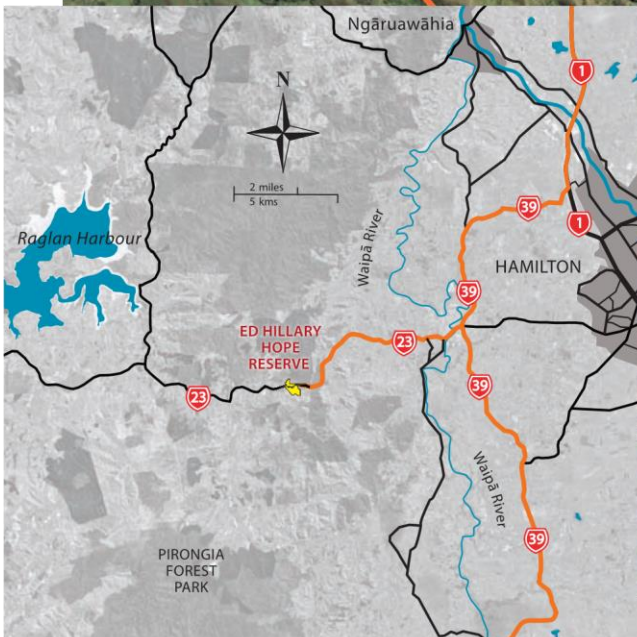 Ngāruawāhia
1
N
2 miles
5 kms
39
1
Raglan Harbour
Waipā River
HAMILTON
39
ED HILLARY
HOPE
RESERVE
23
23
39
Waipā River
39
PIRONGIA
FOREST
PARK